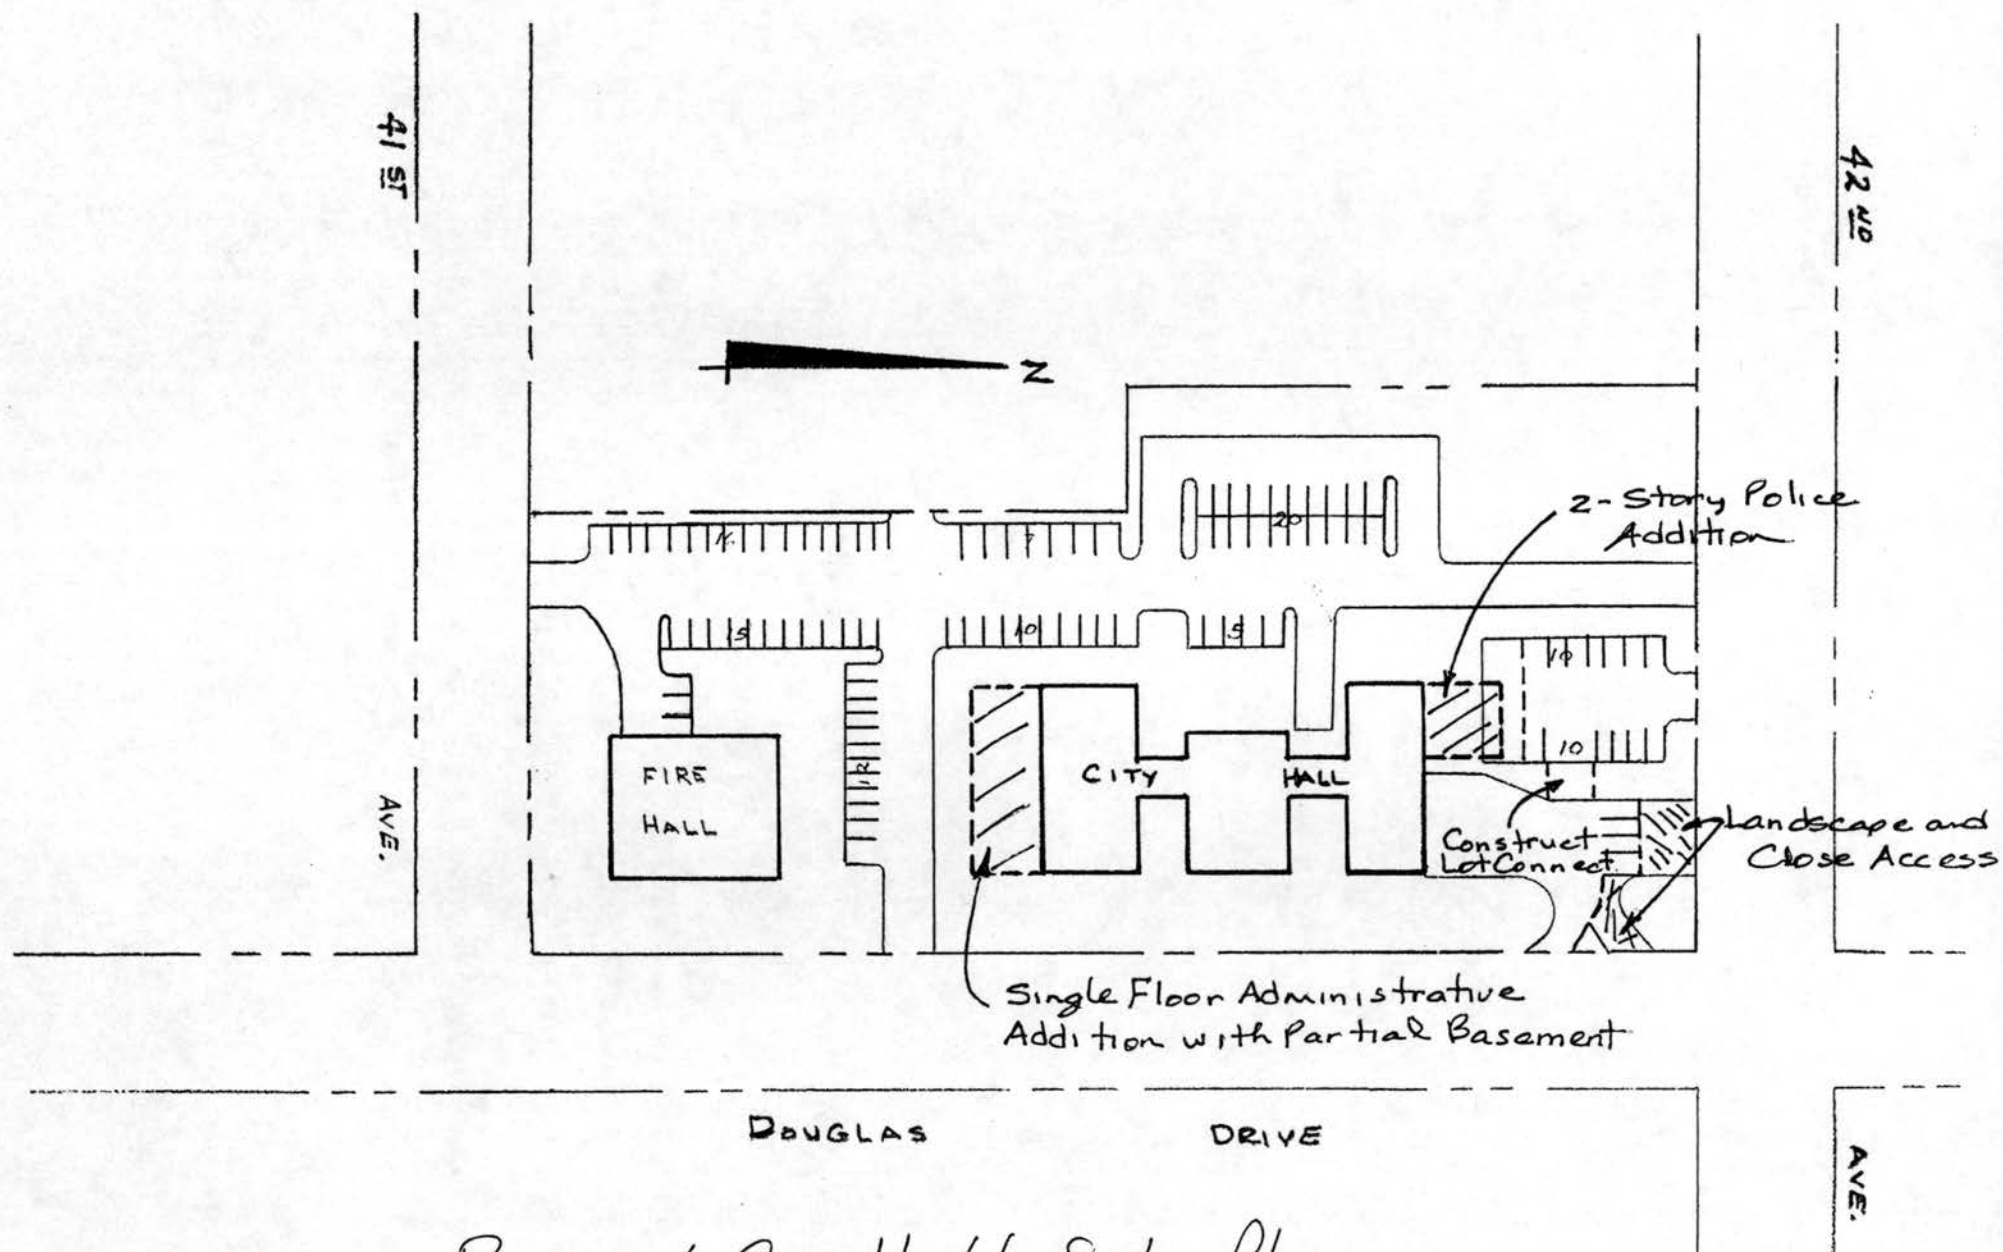 41 ST
42 ND
N
2-Story Police
Addition
20
7
15
10
5
10
12
10
FIRE
HALL
CITY HALL
Construct
Lot Connect
Landscape and
Close Access
AVE.
Single Floor Administrative
Addition with Partial Basement
DOUGLAS DRIVE
AVE.